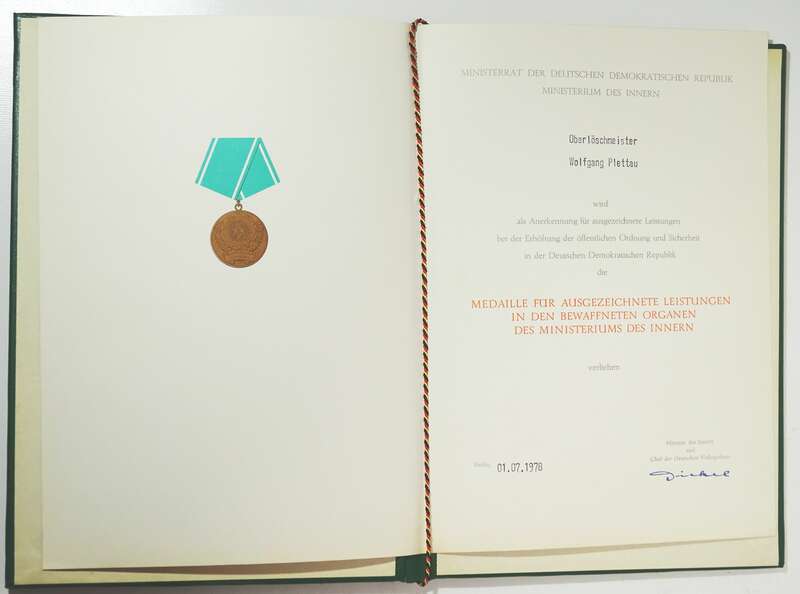 MINISTERRAT DER DEUTSCHEN DEMOKRATISCHEN REPUBLIK
MINISTERIUM DES INNERN
Oberlöschmeister
Wolfgang Plettau
wird
als Anerkennung für ausgezeichnete Leistungen
bei der Erhöhung der öffentlichen Ordnung und Sicherheit
in der Deutschen Demokratischen Republik
die
MEDAILLE FÜR AUSGEZEICHNETE LEISTUNGEN
IN DEN BEWAFFNETEN ORGANEN
DES MINISTERIUMS DES INNERN
verliehen
Minister des Innern
und
Chef der Deutschen Volkspolizei
Berlin, 01.07.1978
Dickel